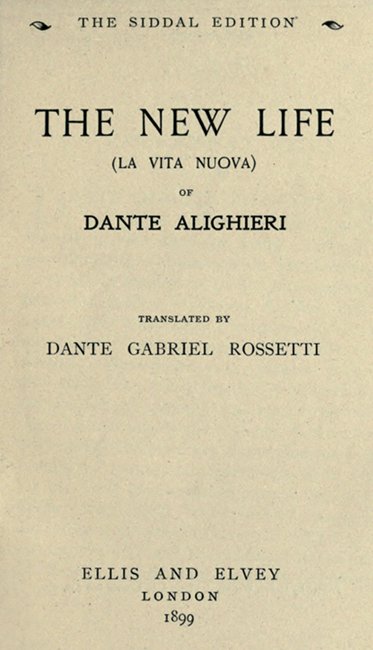 THE SIDDAL EDITION
THE NEW LIFE
(LA VITA NUOVA)
OF
DANTE ALIGHIERI
TRANSLATED BY
DANTE GABRIEL ROSSETTI
ELLIS AND ELVEY
LONDON
1899